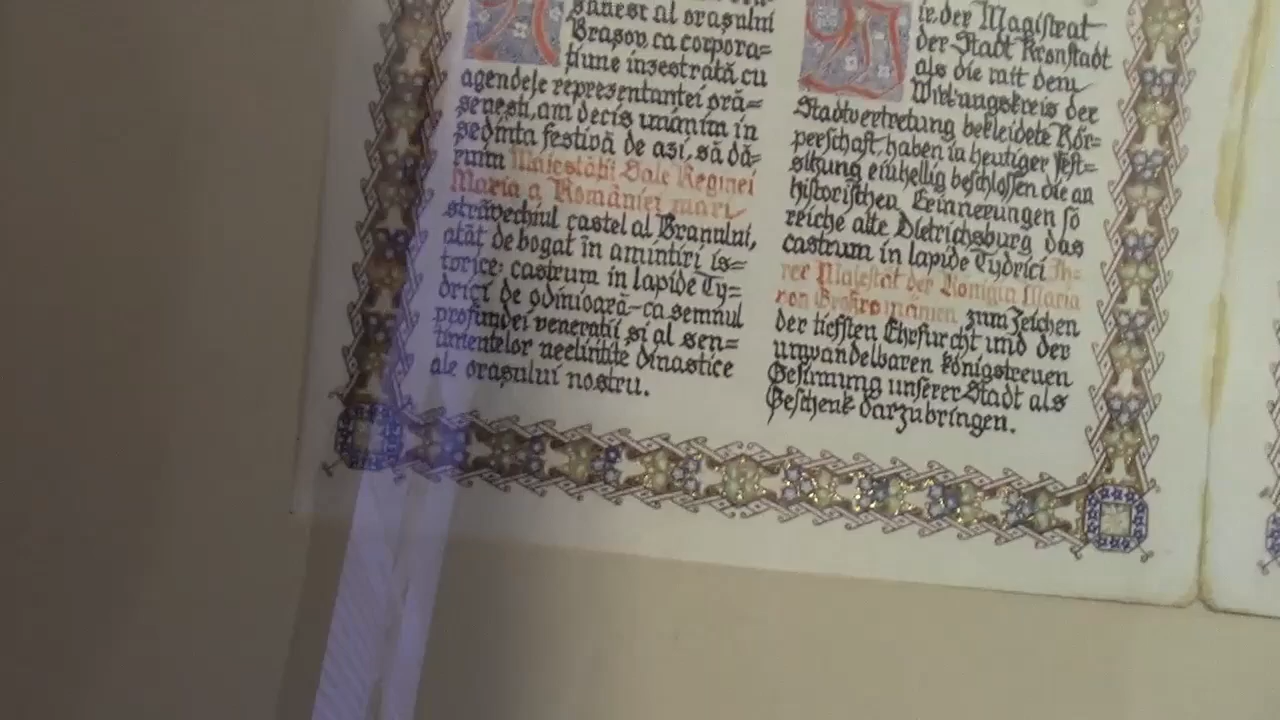 șanesc al orașului
Brașov, ca corpora=
țiune înzestrată cu
agendele reprezentanței oră=
șenești, am decis unanim în
ședința festivă de azi, să dă=
ruim Majestății Sale Reginei
Maria a României mari
străvechiul castel al Branului,
atât de bogat în amintiri is=
torice: castrum in lapide Ty=
drici de odinioară–ca semnul
profundei venerații și al sen=
timentelor neclintite dinastice
ale orașului nostru.
ir der Magistrat
der Stadt Kronstadt
als die mit dem
Wirkungskreis der
Stadtvertretung bekleidete Kör=
perschaft, haben in heutiger Fest=
sitzung einhellig beschlossen die an
historischen Erinnerungen so
reiche alte Dietrichsburg das
castrum in lapide Tydrici Ih=
rer Majestät der Königin Maria
von Großromänien zum Zeichen
der tiefsten Ehrfurcht und der
unwandelbaren königstreuen
Gesinnung unserer Stadt als
Geschenk darzubringen.